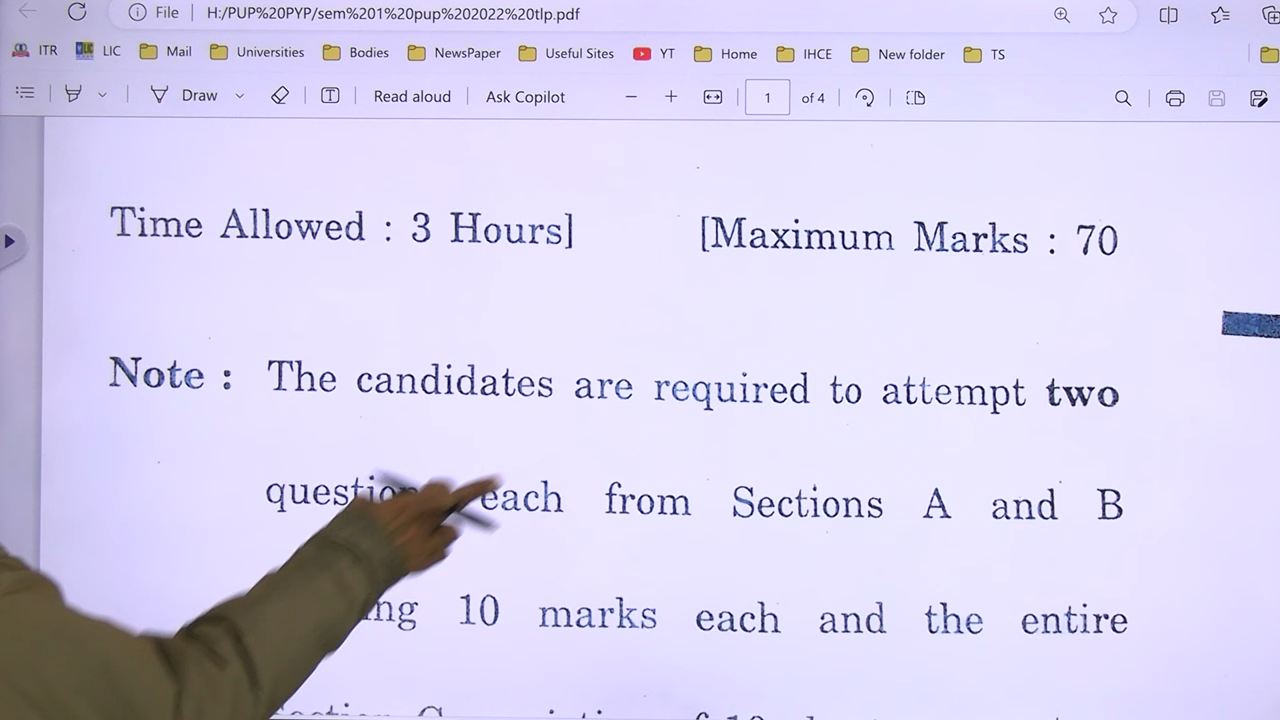 File H:/PUP%20PYP/sem%201%20pup%202022%20tlp.pdf
ITR LIC Mail Universities Bodies NewsPaper Useful Sites YT Home IHCE New folder TS
Draw Read aloud Ask Copilot 1 of 4
Time Allowed : 3 Hours] [Maximum Marks : 70
Note : The candidates are required to attempt two
each from Sections A and B
10 marks each and the entire